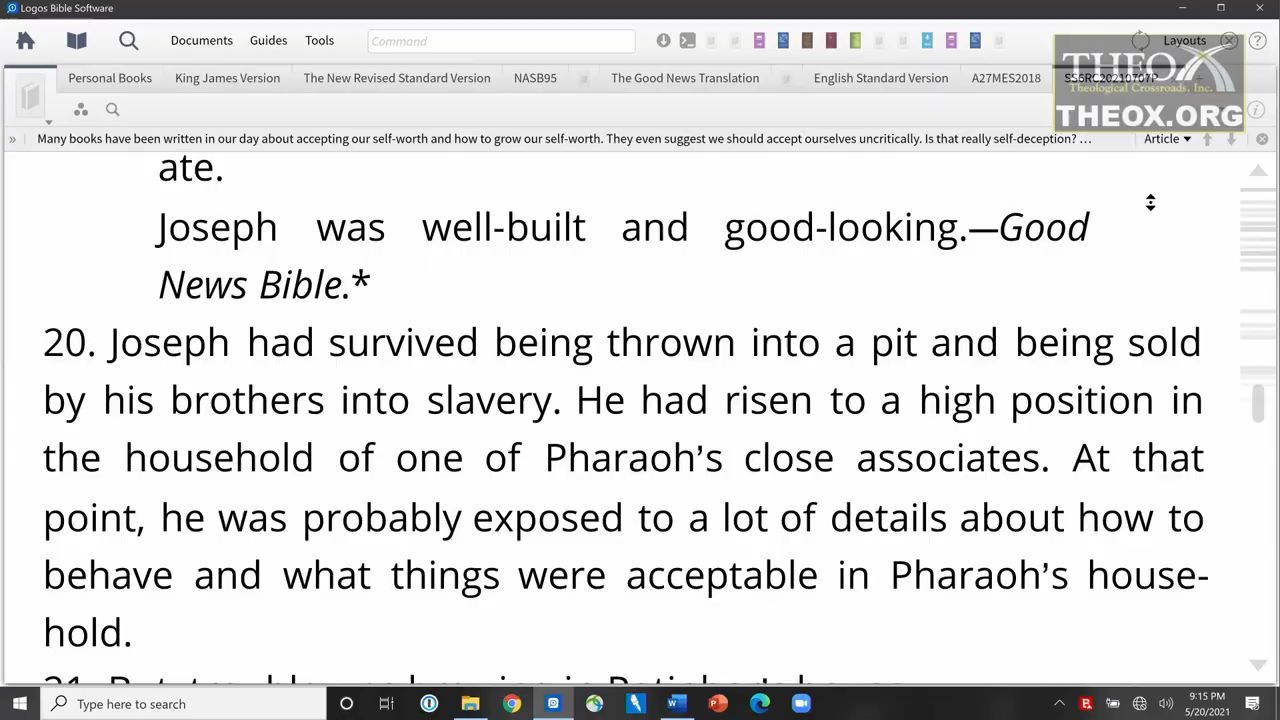 Logos Bible Software
Documents Guides Tools Command Layouts
Personal Books King James Version The New Revised Standard Version NASB95 The Good News Translation English Standard Version A27MES2018 SS6RC20210707P
THEOX
Theological Crossroads, Inc.
THEOX.ORG
Many books have been written in our day about accepting our self-worth and how to grow our self-worth. They even suggest we should accept ourselves uncritically. Is that really self-deception? ... Article
ate.
Joseph was well-built and good-looking.—Good
News Bible.*
20. Joseph had survived being thrown into a pit and being sold
by his brothers into slavery. He had risen to a high position in
the household of one of Pharaoh's close associates. At that
point, he was probably exposed to a lot of details about how to
behave and what things were acceptable in Pharaoh's house-
hold.
Type here to search
9:15 PM
5/20/2021